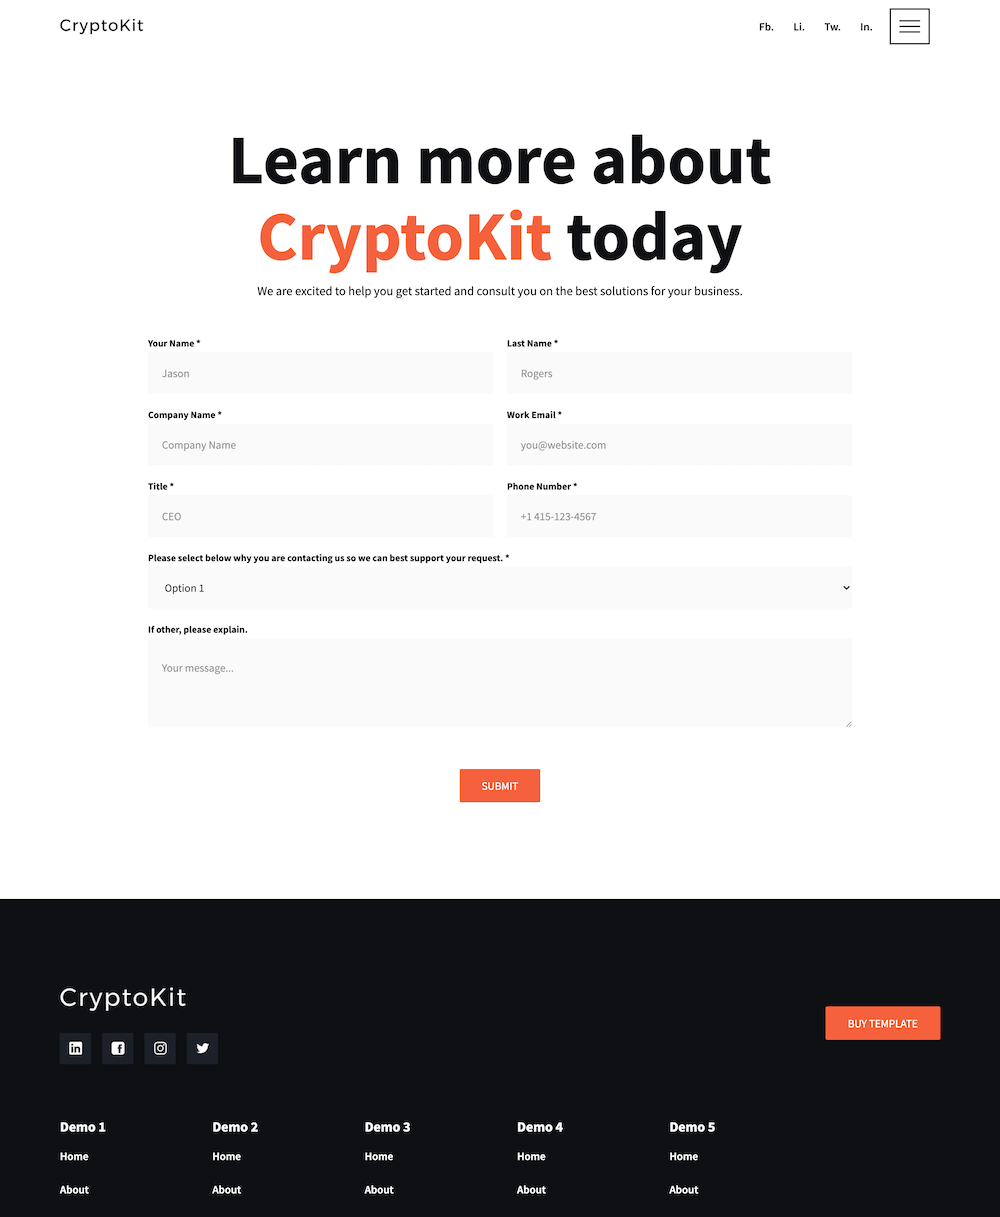 CryptoKit
Fb. Li. Tw. In.
Learn more about
CryptoKit today
We are excited to help you get started and consult you on the best solutions for your business.
Your Name * Last Name *
Jason Rogers
Company Name * Work Email *
Company Name you@website.com
Title * Phone Number *
CEO +1 415-123-4567
Please select below why you are contacting us so we can best support your request. *
Option 1
If other, please explain.
Your message...
SUBMIT
CryptoKit
BUY TEMPLATE
Demo 1 Demo 2 Demo 3 Demo 4 Demo 5
Home Home Home Home Home
About About About About About